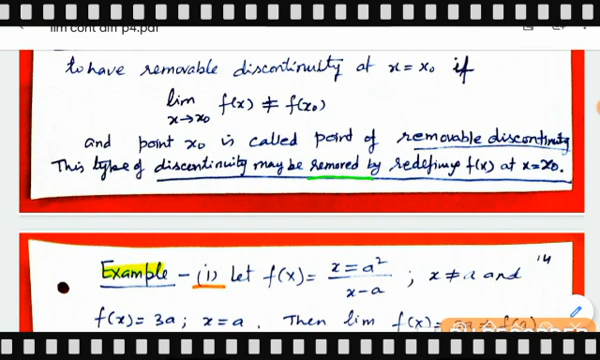 lim cont diff p4.pdf
to have removable discontinuity at x = x₀ if
lim f(x) ≠ f(x₀)
x→x₀
and point x₀ is called point of removable discontinuity
This type of discontinuity may be removed by redefining f(x) at x=x₀.
14
Example - (i) Let f(x) = x=a² / x-a ; x ≠ a and
f(x) = 3a ; x = a . Then lim f(x) =